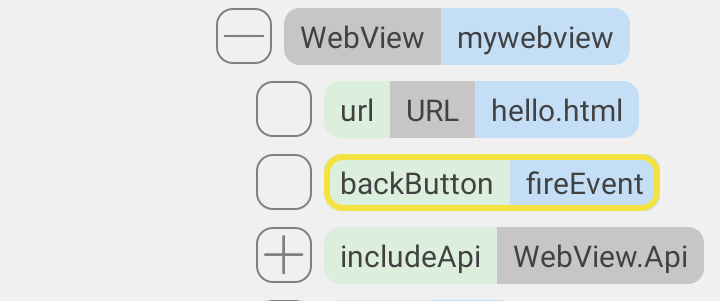 WebView mywebview
url URL hello.html
backButton fireEvent
includeApi WebView.Api